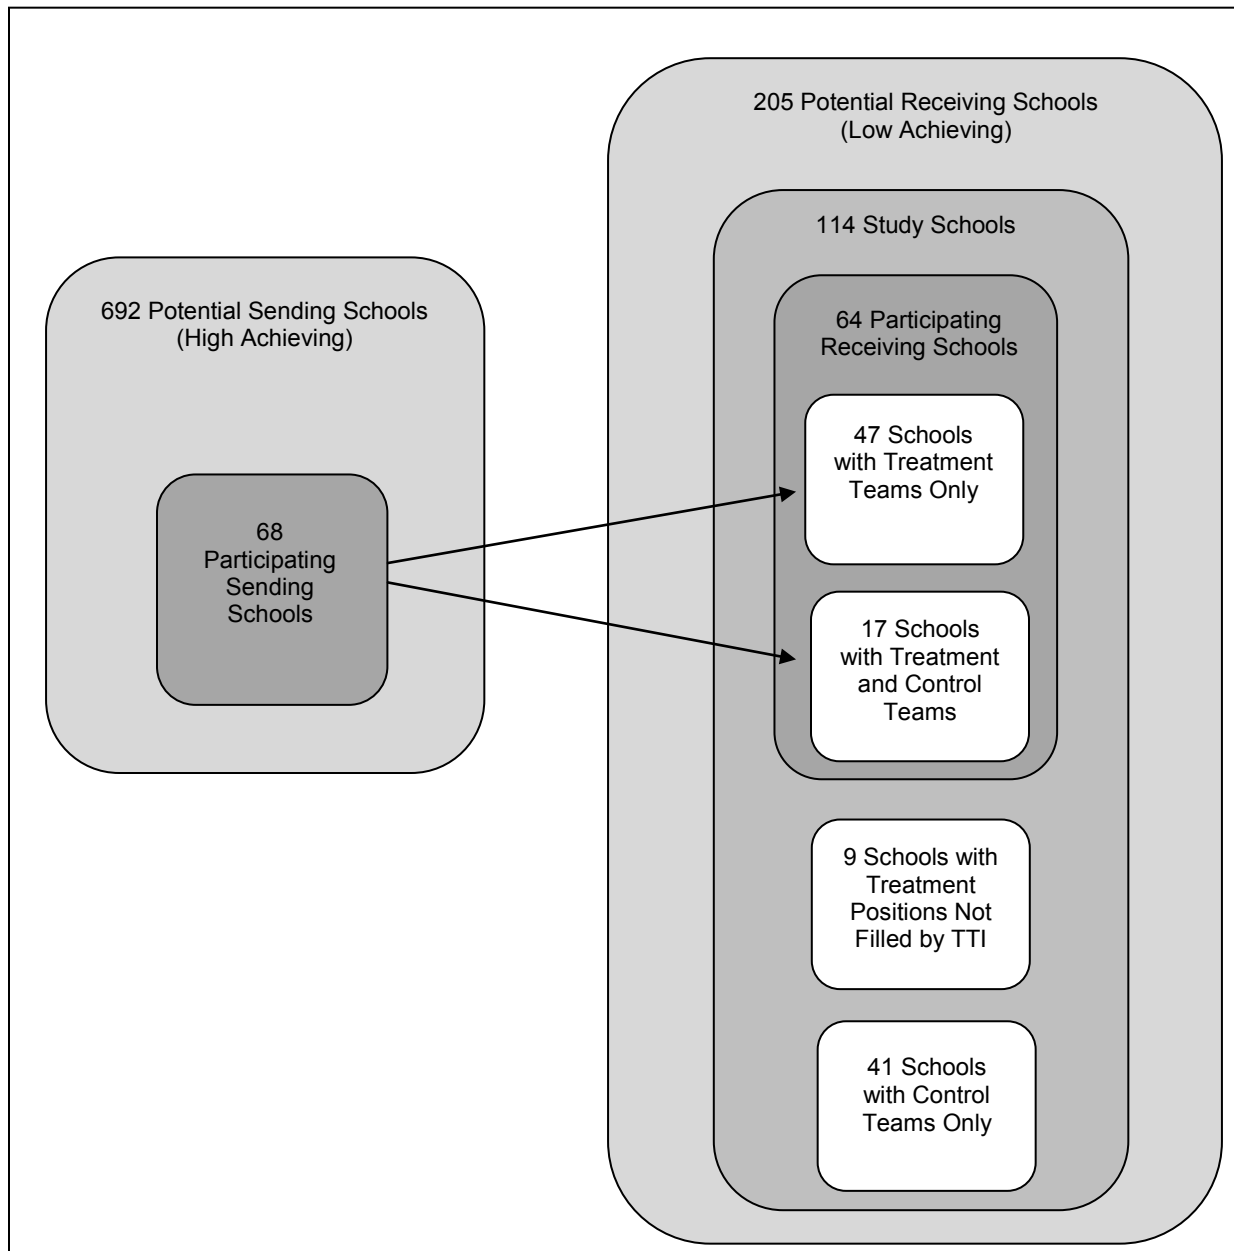 692 Potential Sending Schools
(High Achieving)
68
Participating
Sending
Schools
205 Potential Receiving Schools
(Low Achieving)
114 Study Schools
64 Participating
Receiving Schools
47 Schools
with Treatment
Teams Only
17 Schools
with Treatment
and Control
Teams
9 Schools with
Treatment
Positions Not
Filled by TTI
41 Schools
with Control
Teams Only